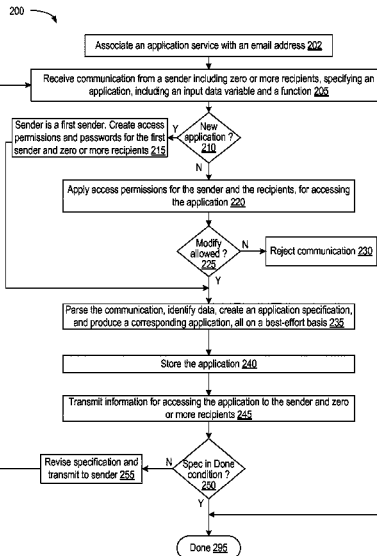 200
Associate an application service with an email address 202
Receive communication from a sender including zero or more recipients, specifying an
application, including an input data variable and a function 205
Sender is a first sender. Create access
permissions and passwords for the first
sender and zero or more recipients 215
Y
New
application ?
210
N
Apply access permissions for the sender and the recipients, for accessing
the application 220
Modify
allowed ?
225
N
Reject communication 230
Y
Parse the communication, identify data, create an application specification,
and produce a corresponding application, all on a best-effort basis 235
Store the application 240
Transmit information for accessing the application to the sender and zero
or more recipients 245
Revise specification and
transmit to sender 255
N
Spec in Done
condition ?
250
Y
Done 295